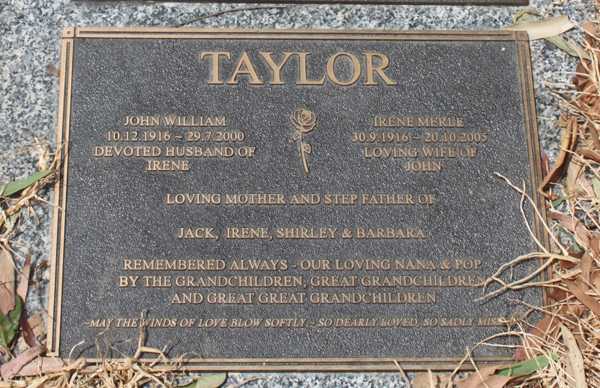 TAYLOR
JOHN WILLIAM
10.12.1916 ~ 29.7.2000
DEVOTED HUSBAND OF
IRENE
IRENE MERLE
30.9.1916 ~ 20.10.2005
LOVING WIFE OF
JOHN
LOVING MOTHER AND STEP FATHER OF
JACK, IRENE, SHIRLEY & BARBARA
REMEMBERED ALWAYS - OUR LOVING NANA & POP
BY THE GRANDCHILDREN, GREAT GRANDCHILDREN
AND GREAT GREAT GRANDCHILDREN
~MAY THE WINDS OF LOVE BLOW SOFTLY - SO DEARLY LOVED, SO SADLY